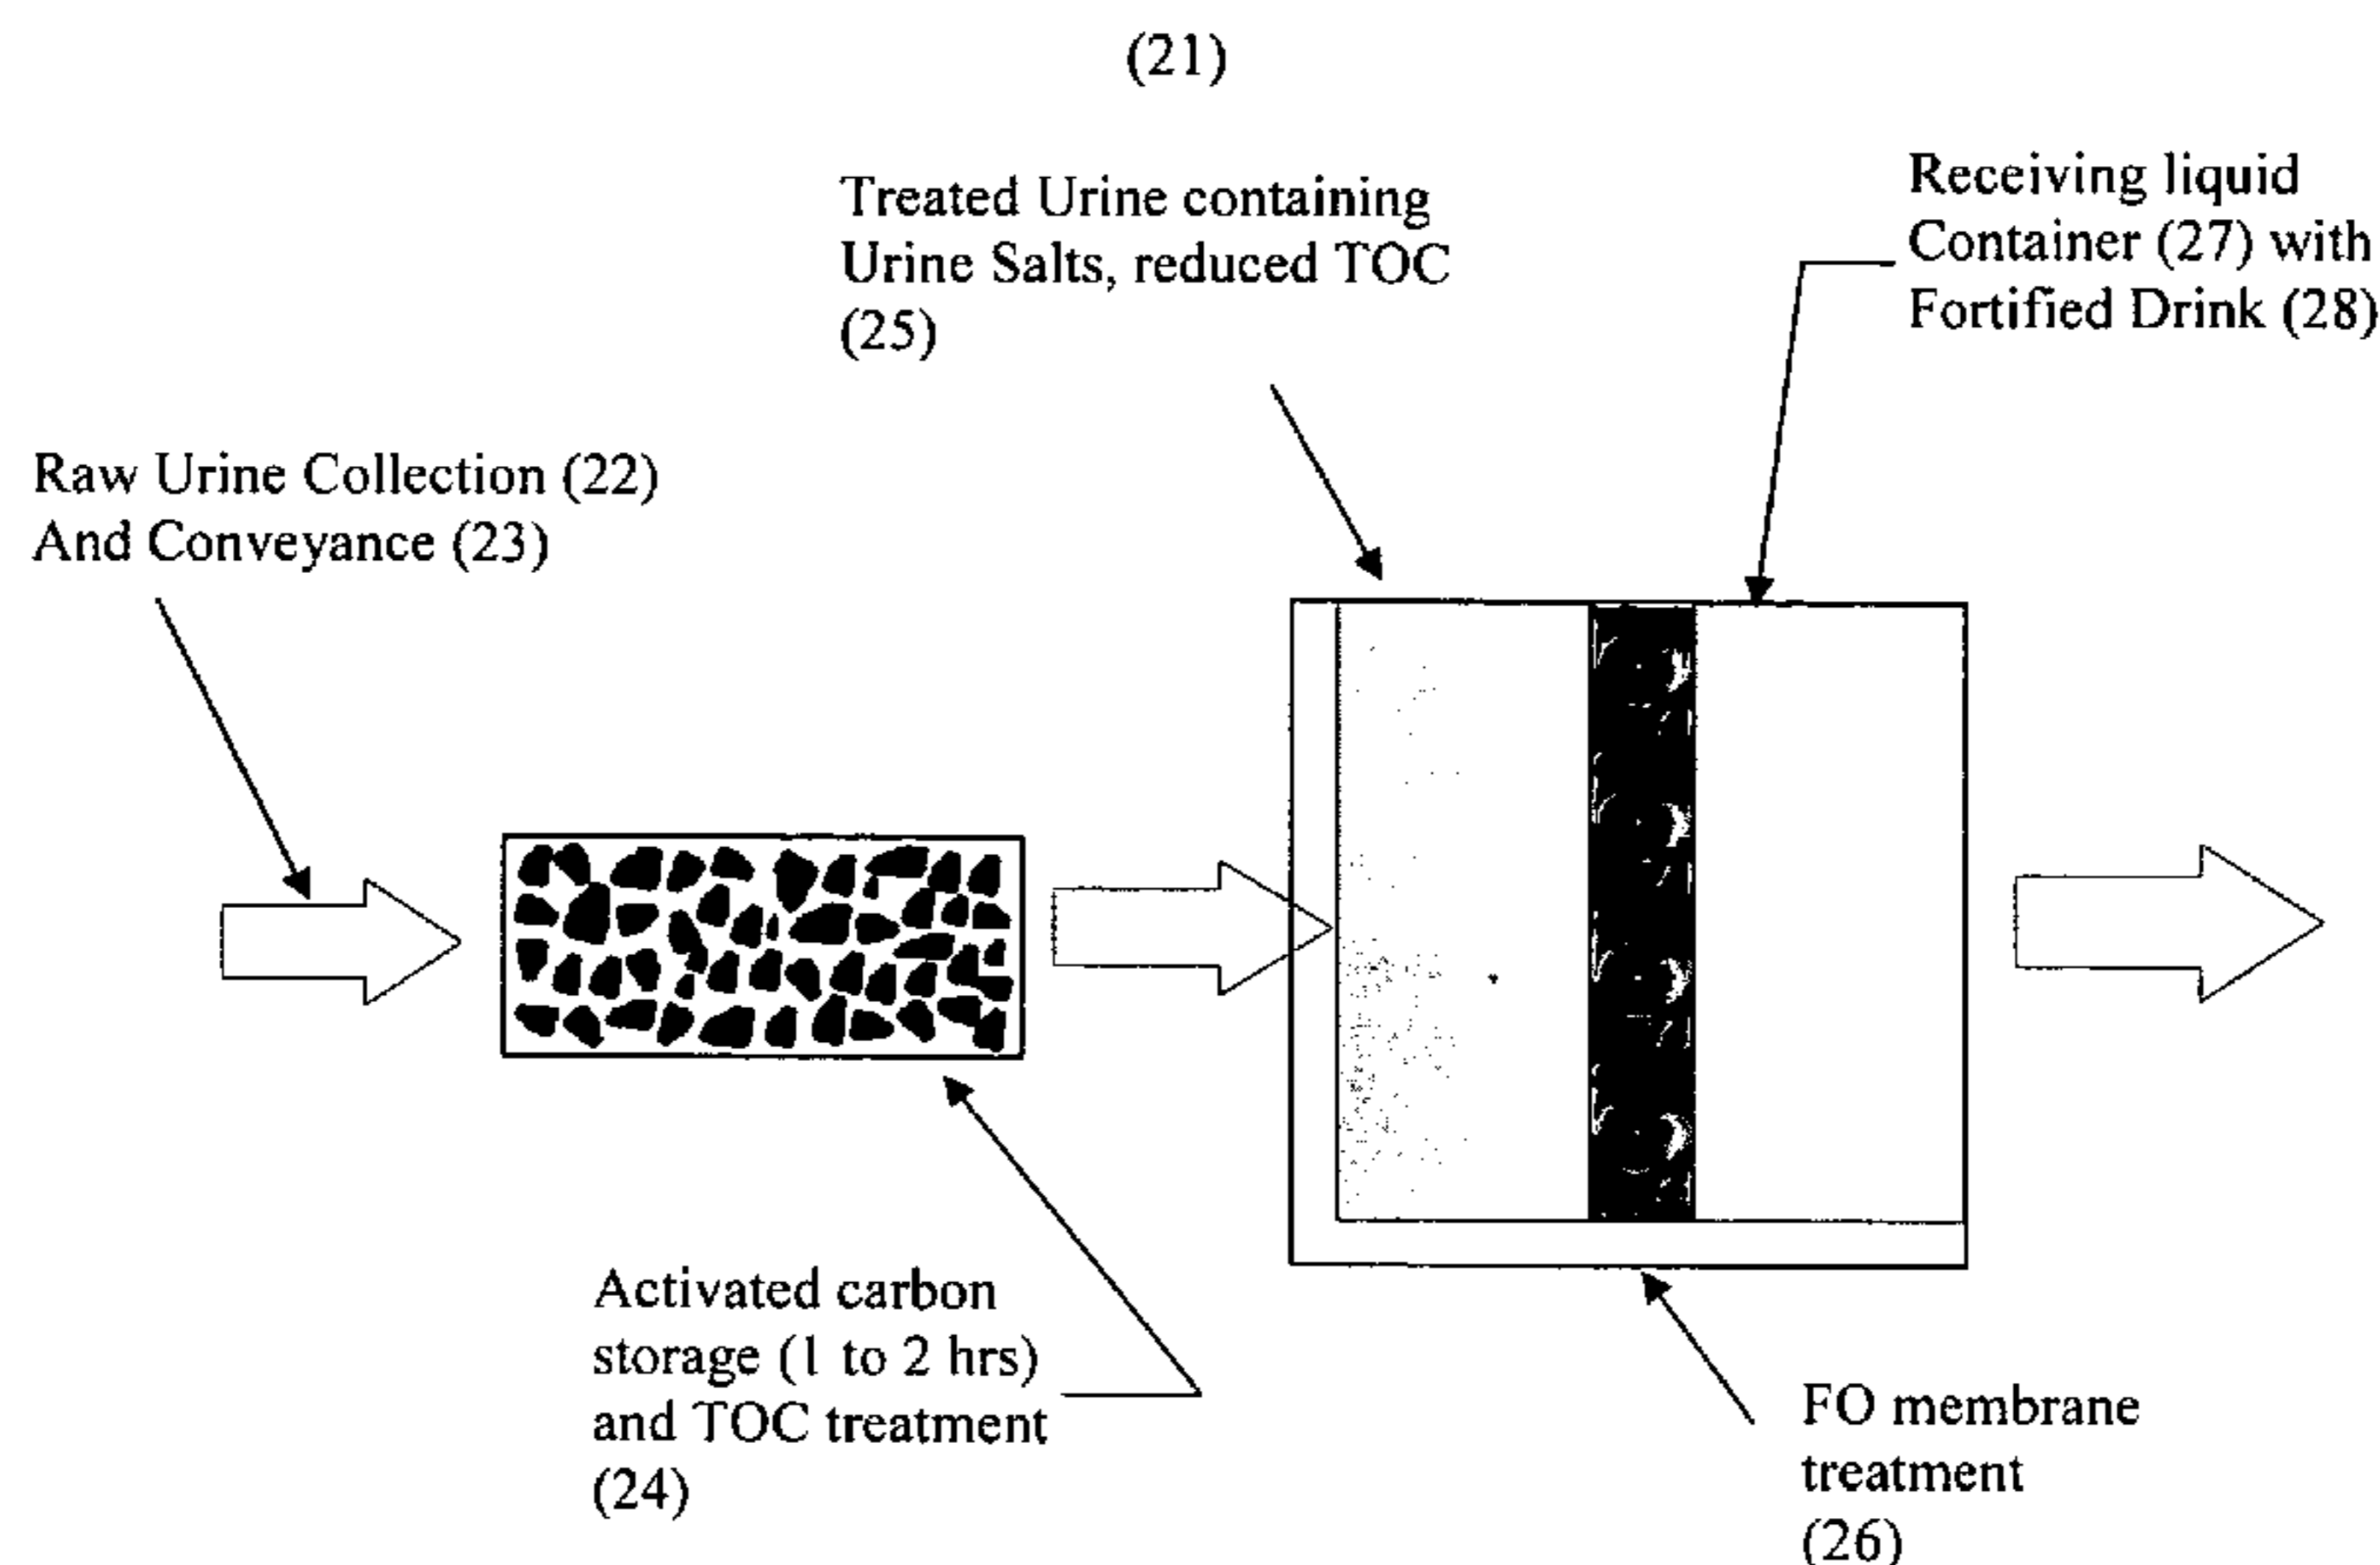 (21)
Treated Urine containing
Urine Salts, reduced TOC
(25)
Receiving liquid
Container (27) with
Fortified Drink (28)
Raw Urine Collection (22)
And Conveyance (23)
Activated carbon
storage (1 to 2 hrs)
and TOC treatment
(24)
FO membrane
treatment
(26)